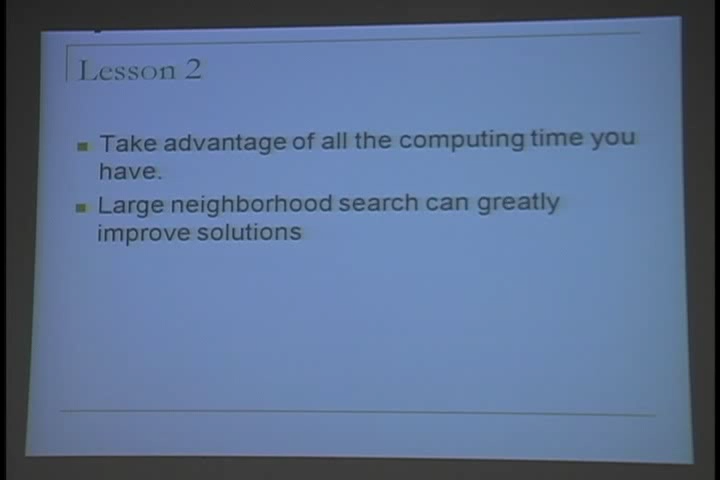 Lesson 2
Take advantage of all the computing time you
have.
Large neighborhood search can greatly
improve solutions